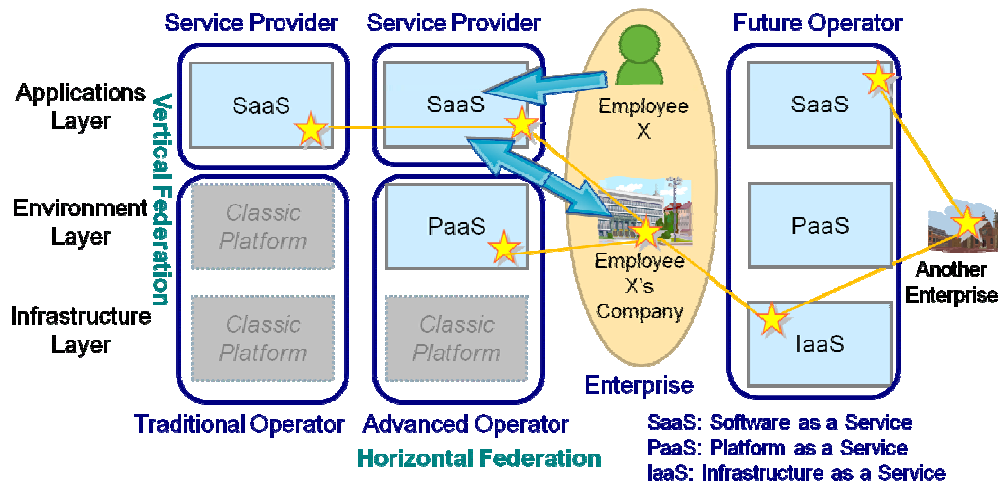 Service Provider
Service Provider
Future Operator
Applications
Layer
SaaS
SaaS
Employee
X
SaaS
Vertical Federation
Environment
Layer
Classic
Platform
PaaS
Employee
X's
Company
PaaS
Another
Enterprise
Infrastructure
Layer
Classic
Platform
Classic
Platform
IaaS
Enterprise
Traditional Operator
Advanced Operator
Horizontal Federation
SaaS: Software as a Service
PaaS: Platform as a Service
IaaS: Infrastructure as a Service